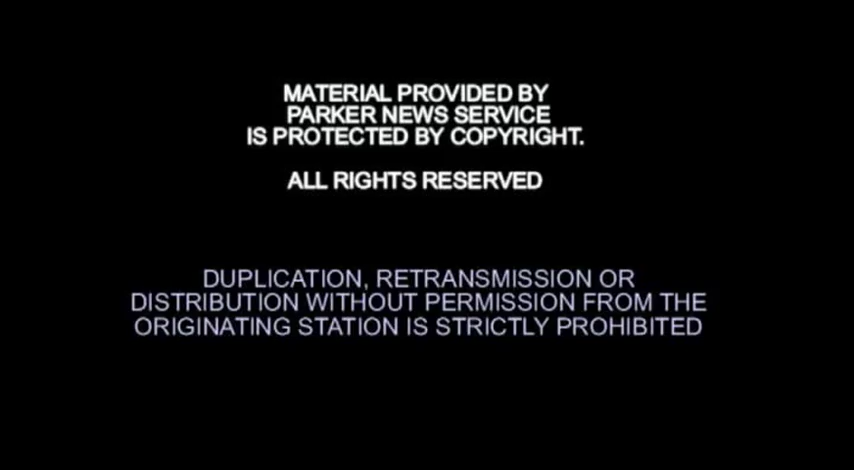 MATERIAL PROVIDED BY
PARKER NEWS SERVICE
IS PROTECTED BY COPYRIGHT.
ALL RIGHTS RESERVED
DUPLICATION, RETRANSMISSION OR
DISTRIBUTION WITHOUT PERMISSION FROM THE
ORIGINATING STATION IS STRICTLY PROHIBITED